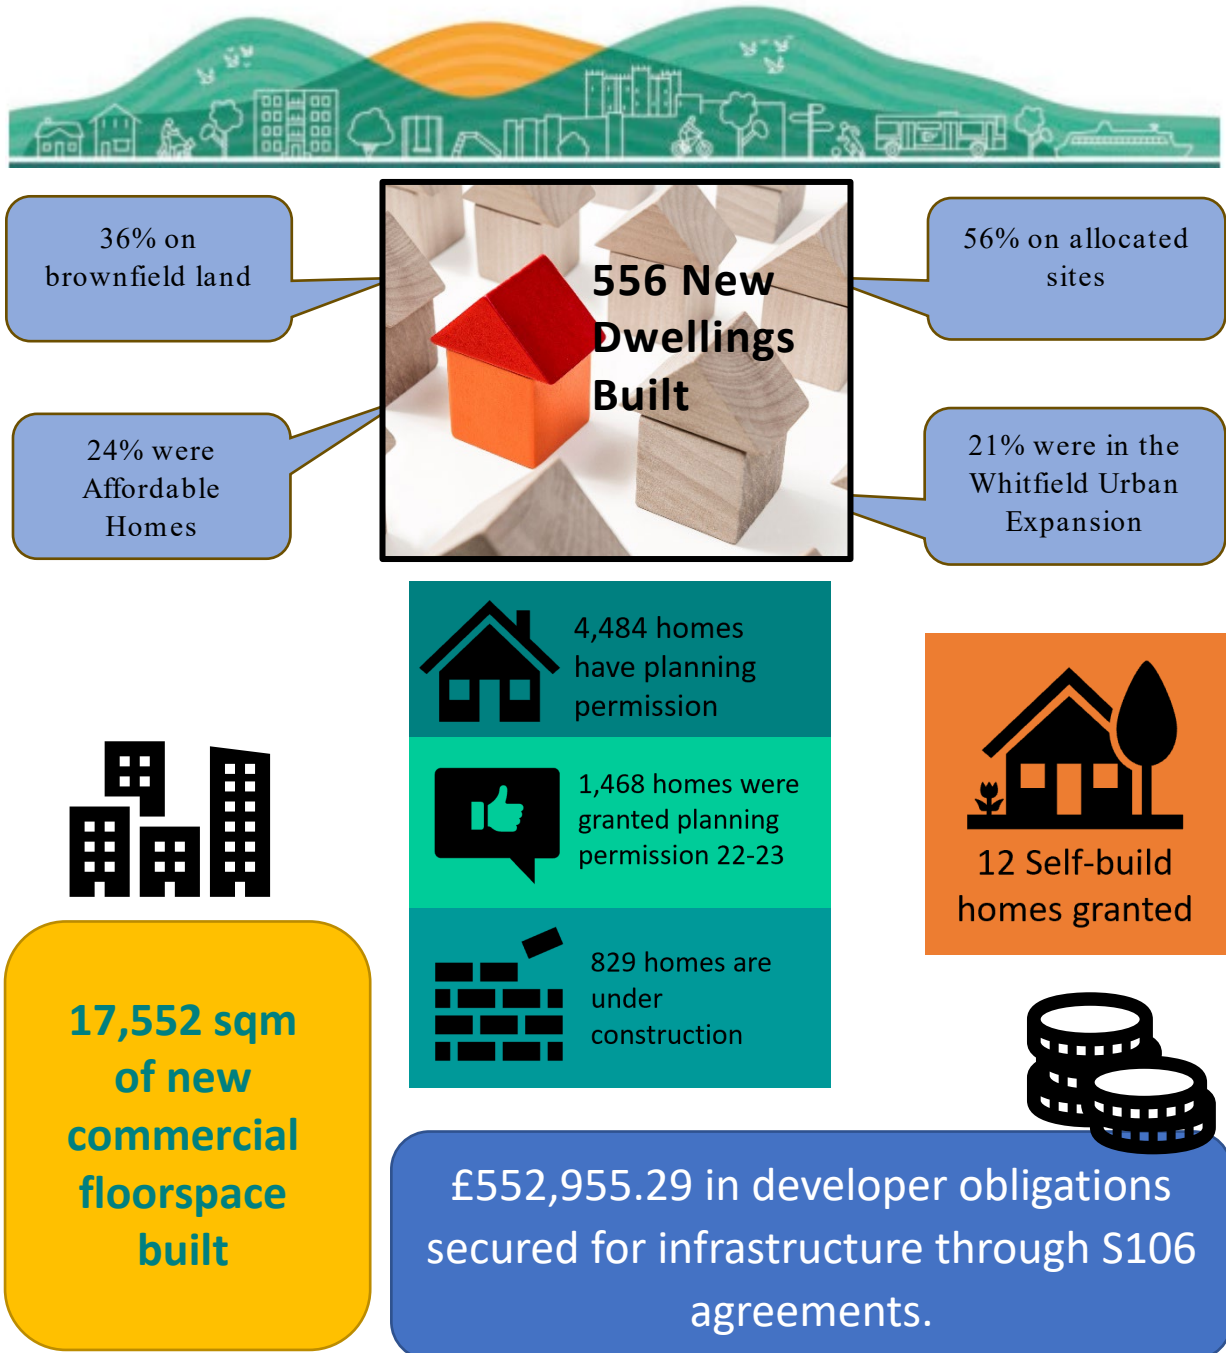 36% on
brownfield land
556 New
Dwellings
Built
56% on allocated
sites
24% were
Affordable
Homes
21% were in the
Whitfield Urban
Expansion
4,484 homes
have planning
permission
1,468 homes were
granted planning
permission 22-23
829 homes are
under
construction
12 Self-build
homes granted
17,552 sqm
of new
commercial
floorspace
built
£552,955.29 in developer obligations
secured for infrastructure through S106
agreements.